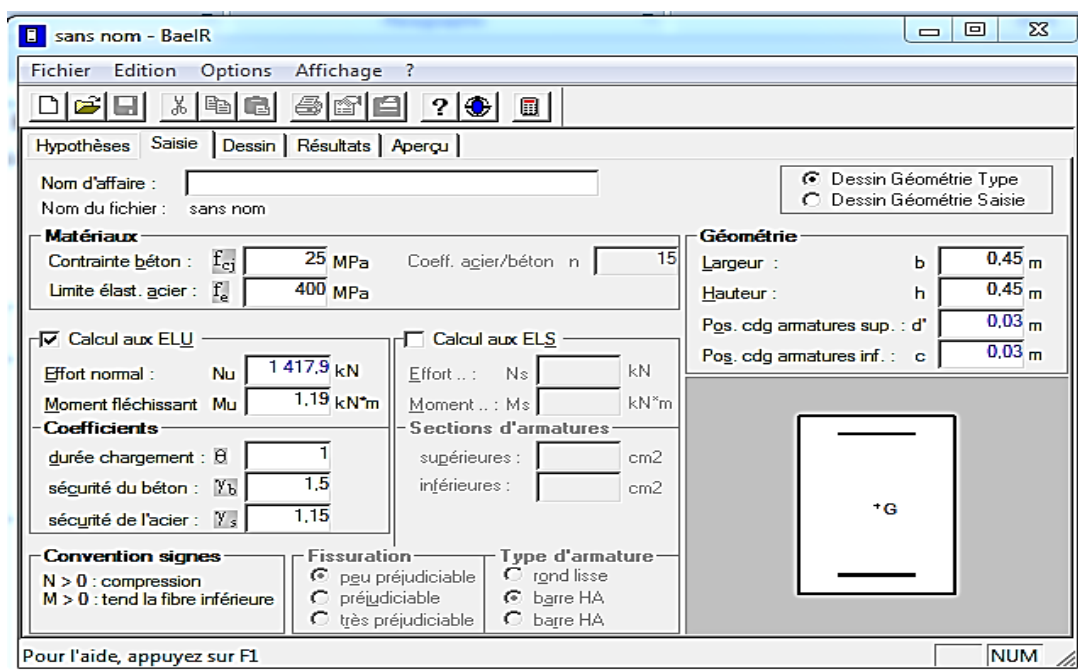 sans nom - BaelR
Fichier Edition Options Affichage ?
Hypothèses Saisie Dessin Résultats Aperçu
Nom d'affaire :
Nom du fichier : sans nom
Dessin Géométrie Type
Dessin Géométrie Saisie
Matériaux
Contrainte béton : fcj 25 MPa Coeff. acier/béton n 15
Limite élast. acier : fe 400 MPa
Géométrie
Largeur : b 0,45 m
Hauteur : h 0,45 m
Pos. cdg armatures sup. : d' 0,03 m
Pos. cdg armatures inf. : c 0,03 m
Calcul aux ELU
Effort normal : Nu 1 417,9 kN
Moment fléchissant Mu 1,19 kN*m
Calcul aux ELS
Effort .. : Ns kN
Moment .. : Ms kN*m
Coefficients
durée chargement : θ 1
sécurité du béton : γb 1,5
sécurité de l'acier : γs 1,15
Sections d'armatures
supérieures : cm2
inférieures : cm2
+G
Convention signes
N > 0 : compression
M > 0 : tend la fibre inférieure
Fissuration
peu préjudiciable
préjudiciable
très préjudiciable
Type d'armature
rond lisse
barre HA
barre HA
Pour l'aide, appuyez sur F1 NUM